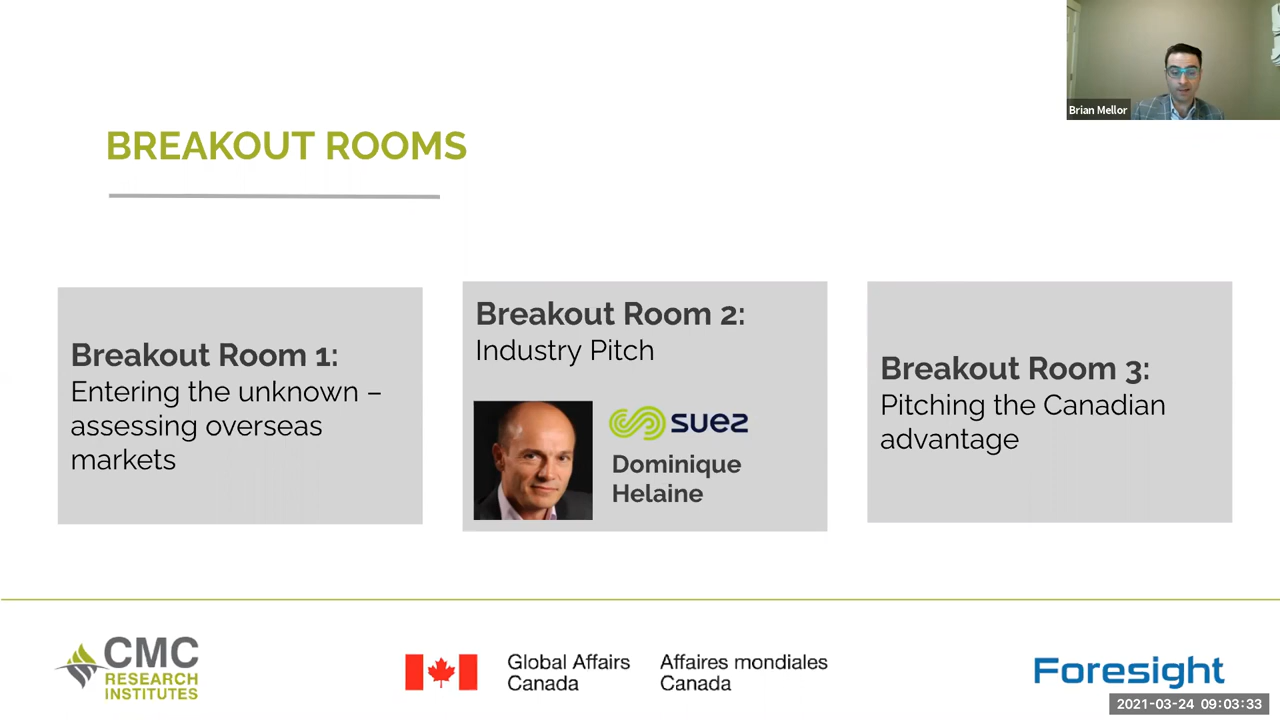 Brian Mellor
BREAKOUT ROOMS
Breakout Room 1:
Entering the unknown –
assessing overseas
markets
Breakout Room 2:
Industry Pitch
suez
Dominique
Helaine
Breakout Room 3:
Pitching the Canadian
advantage
CMC
RESEARCH
INSTITUTES
Global Affairs
Canada
Affaires mondiales
Canada
Foresight
2021-03-24 09:03:33